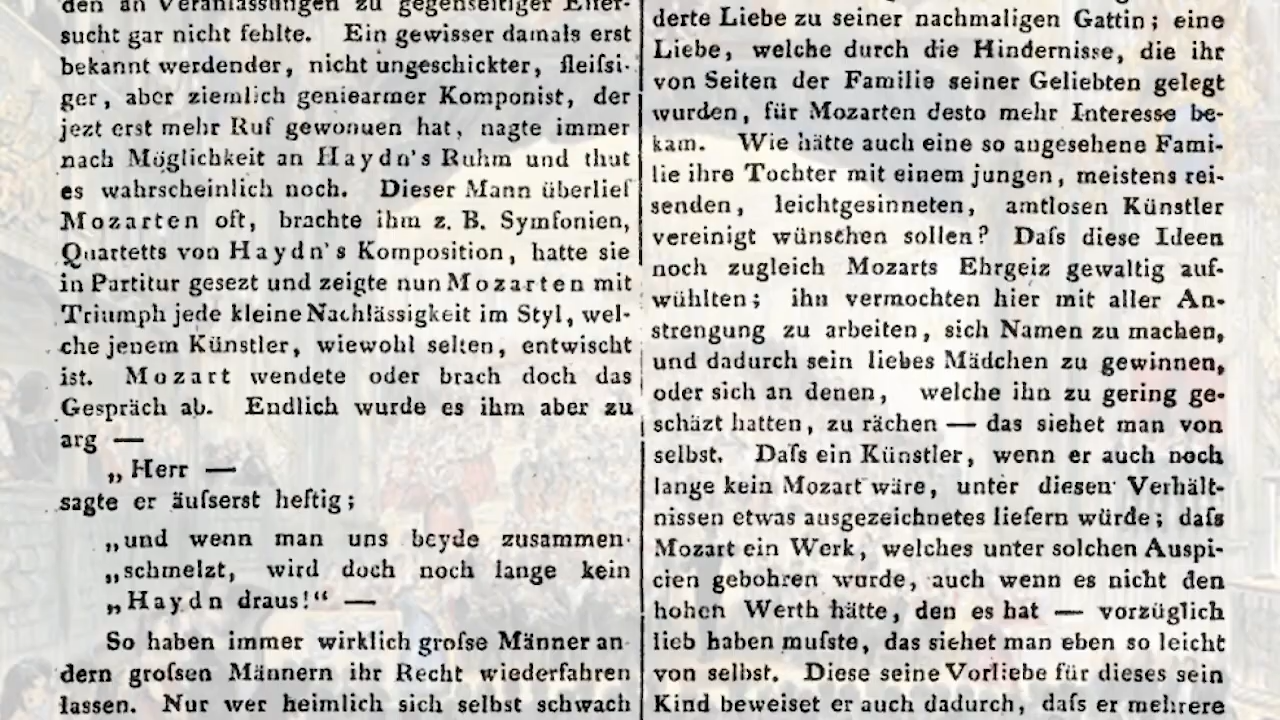 den an Veranlassungen zu gegenseitiger Eifer-
sucht gar nicht fehlte. Ein gewisser damals erst
bekannt werdender, nicht ungeschickter, fleiſsi-
ger, aber ziemlich geniearmer Komponist, der
jezt erst mehr Ruf gewonnen hat, nagte immer
nach Möglichkeit an Haydn's Ruhm und thut
es wahrscheinlich noch. Dieser Mann überlief
Mozarten oft, brachte ihm z. B. Symfonien,
Quartetts von Haydn's Komposition, hatte sie
in Partitur gesezt und zeigte nun Mozarten mit
Triumph jede kleine Nachlässigkeit im Styl, wel-
che jenem Künstler, wiewohl selten, entwischt
ist. Mozart wendete oder brach doch das
Gespräch ab. Endlich wurde es ihm aber zu
arg —
„Herr —
sagte er äuſserst heftig;
„und wenn man uns beyde zusammen-
„schmelzt, wird doch noch lange kein
„Haydn draus!“ —
So haben immer wirklich groſse Männer an-
dern groſsen Männern ihr Recht wiederfahren
lassen. Nur wer heimlich sich selbst schwach
derte Liebe zu seiner nachmaligen Gattin; eine
Liebe, welche durch die Hindernisse, die ihr
von Seiten der Familie seiner Geliebten gelegt
wurden, für Mozarten desto mehr Interesse be-
kam. Wie hätte auch eine so angesehene Fami-
lie ihre Tochter mit einem jungen, meistens rei-
senden, leichtgesinneten, amtlosen Künstler
vereinigt wünschen sollen? Daſs diese Ideen
noch zugleich Mozarts Ehrgeiz gewaltig auf-
wühlten; ihn vermochten hier mit aller An-
strengung zu arbeiten, sich Namen zu machen,
und dadurch sein liebes Mädchen zu gewinnen,
oder sich an denen, welche ihn zu gering ge-
schäzt hatten, zu rächen — das siehet man von
selbst. Daſs ein Künstler, wenn er auch noch
lange kein Mozart wäre, unter diesen Verhält-
nissen etwas ausgezeichnetes liefern würde; daſs
Mozart ein Werk, welches unter solchen Auspi-
cien gebohren wurde, auch wenn es nicht den
hohen Werth hätte, den es hat — vorzüglich
lieb haben muſste, das siehet man eben so leicht
von selbst. Diese seine Vorliebe für dieses sein
Kind beweiset er auch dadurch, daſs er mehrere